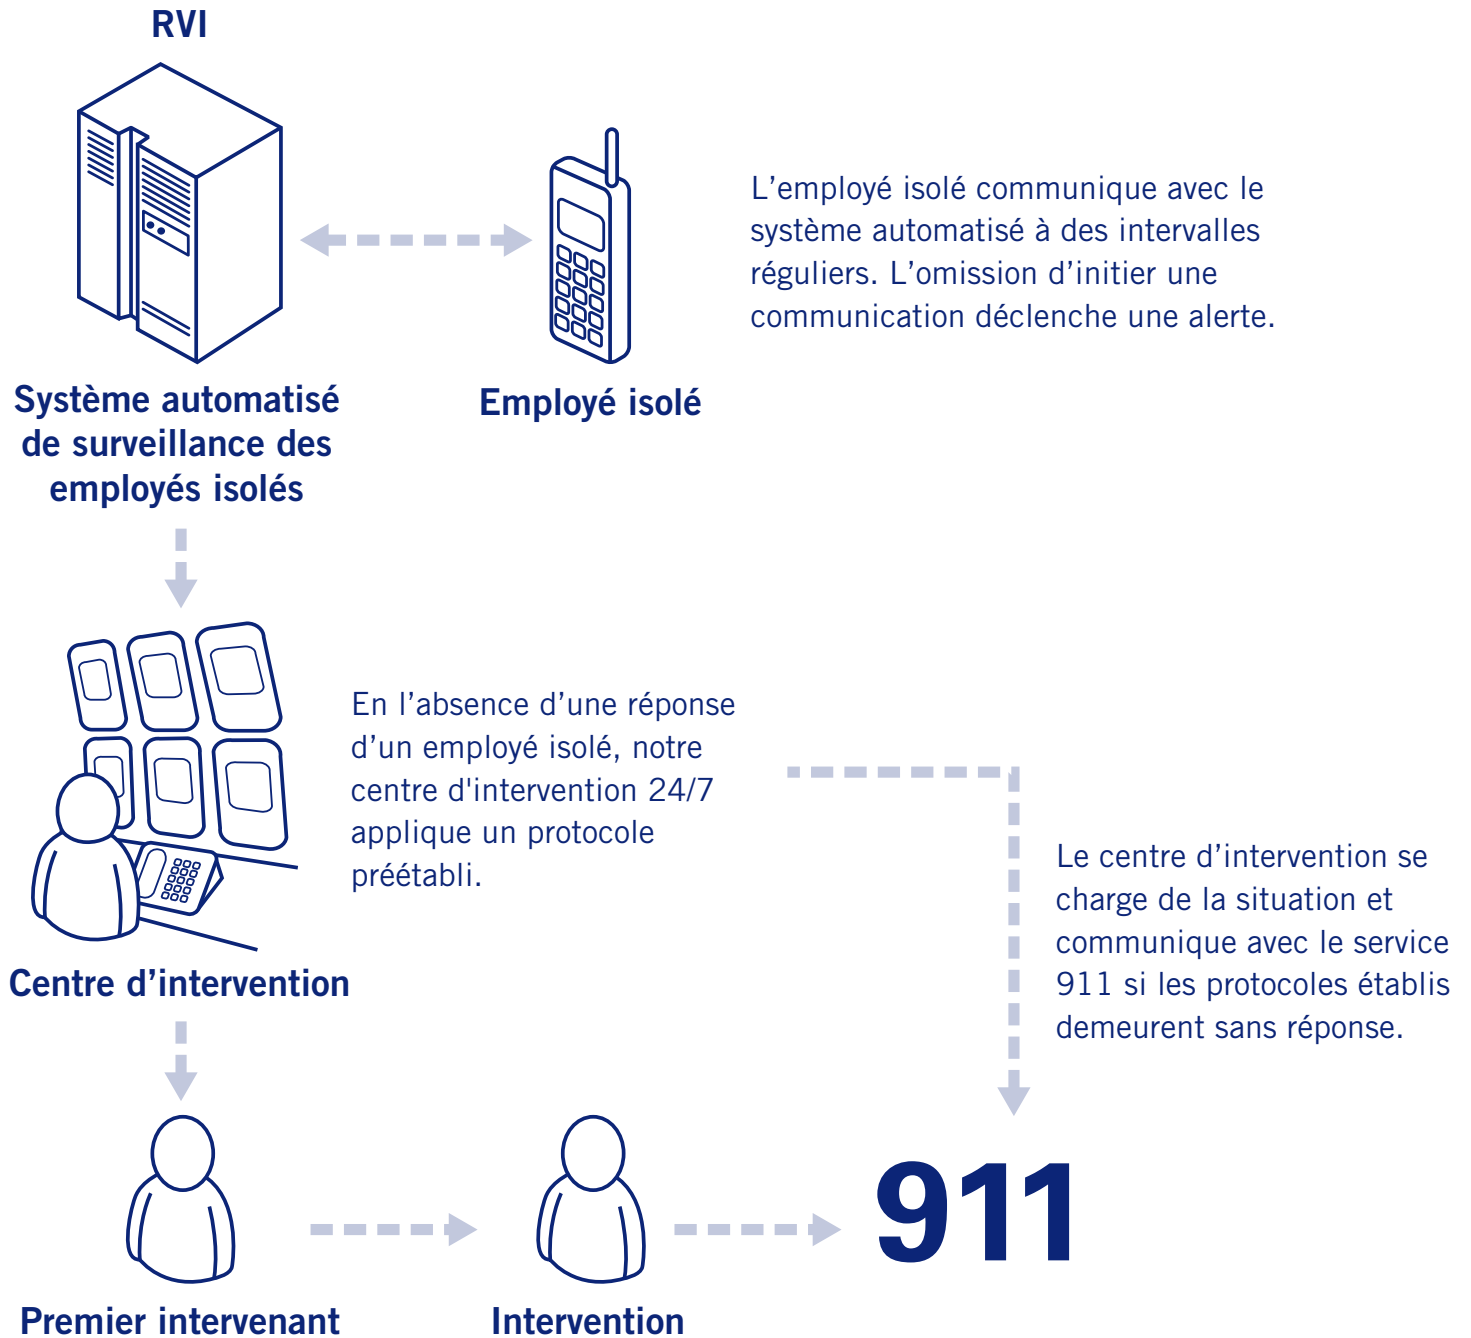 RVI
L’employé isolé communique avec le
système automatisé à des intervalles
réguliers. L’omission d’initier une
communication déclenche une alerte.
Système automatisé
de surveillance des
employés isolés
Employé isolé
En l’absence d’une réponse
d’un employé isolé, notre
centre d'intervention 24/7
applique un protocole
préétabli.
Le centre d’intervention se
charge de la situation et
communique avec le service
911 si les protocoles établis
demeurent sans réponse.
Centre d’intervention
911
Premier intervenant
Intervention